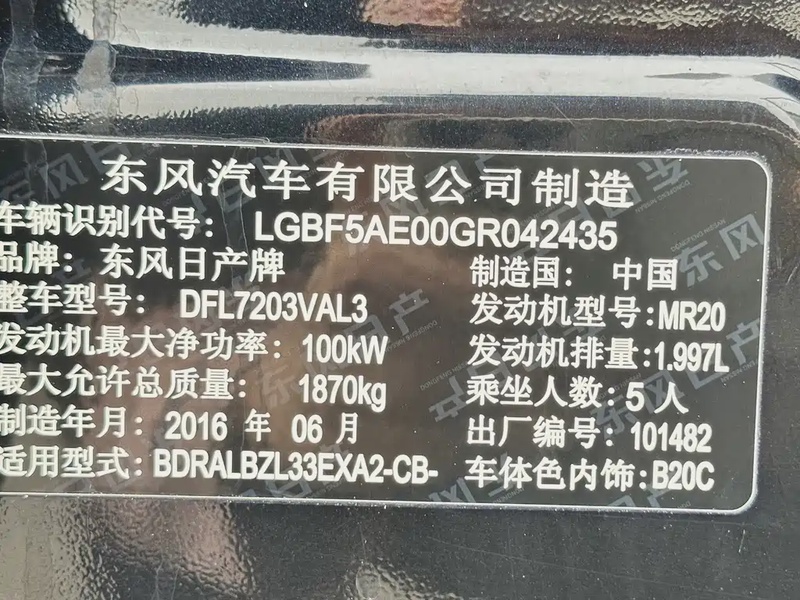 东风汽车有限公司制造
车辆识别代号： LGBF5AE00GR042435
品牌： 东风日产牌 制造国： 中国
整车型号： DFL7203VAL3 发动机型号：MR20
发动机最大净功率： 100kW 发动机排量：1.997L
最大允许总质量： 1870kg 乘坐人数：5人
制造年月：2016 年 06 月 出厂编号：101482
适用型式：BDRALBZL33EXA2-CB- 车体色内饰：B20C